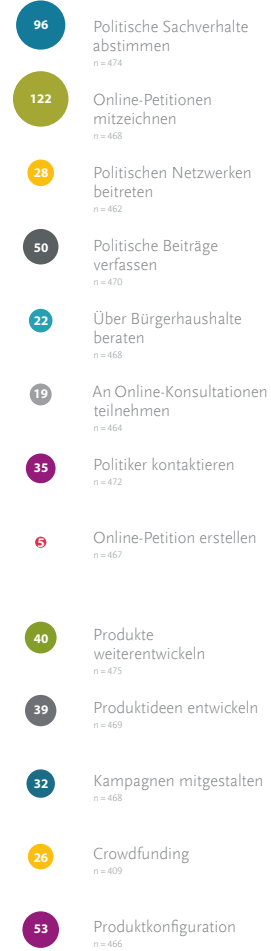 96
Politische Sachverhalte
abstimmen
n = 474
122
Online-Petitionen
mitzeichnen
n = 468
28
Politischen Netzwerken
beitreten
n = 462
50
Politische Beiträge
verfassen
n = 470
22
Über Bürgerhaushalte
beraten
n = 468
19
An Online-Konsultationen
teilnehmen
n = 464
35
Politiker kontaktieren
n = 472
5
Online-Petition erstellen
n = 467
40
Produkte
weiterentwickeln
n = 475
39
Produktideen entwickeln
n = 469
32
Kampagnen mitgestalten
n = 468
26
Crowdfunding
n = 409
53
Produktkonfiguration
n = 466